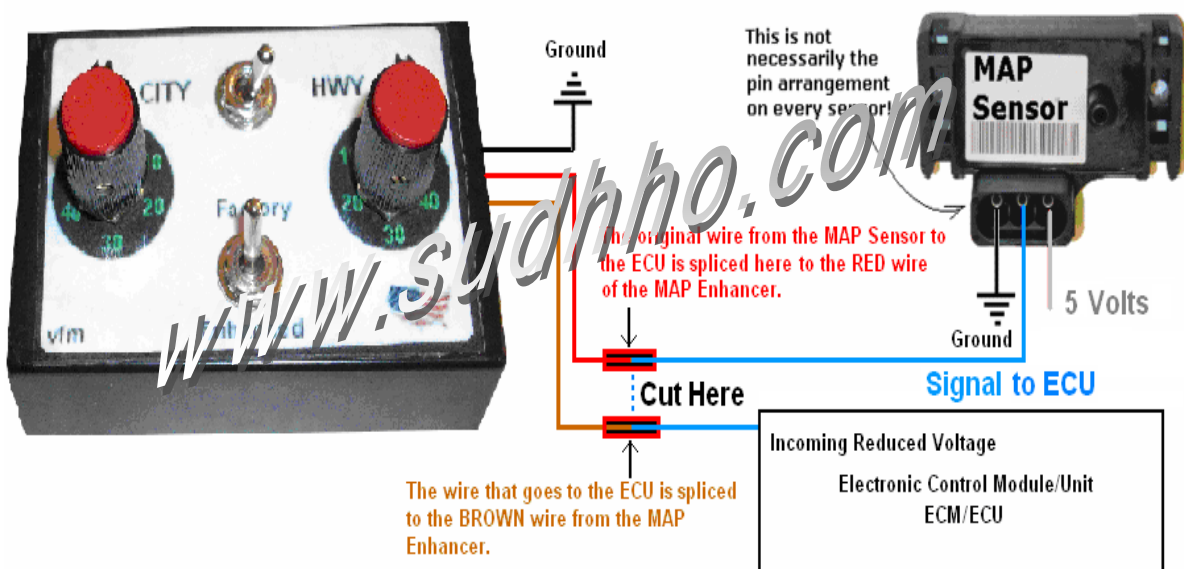 CITY
HWY
10
40
20
30
Factory
Enhanced
vfm
1
20
40
30
Ground
This is not
necessarily the
pin arrangement
on every sensor!
MAP
Sensor
www.sudhho.com
The original wire from the MAP Sensor to
the ECU is spliced here to the RED wire
of the MAP Enhancer.
Ground
5 Volts
Cut Here
Signal to ECU
Incoming Reduced Voltage
Electronic Control Module/Unit
ECM/ECU
The wire that goes to the ECU is spliced
to the BROWN wire from the MAP
Enhancer.